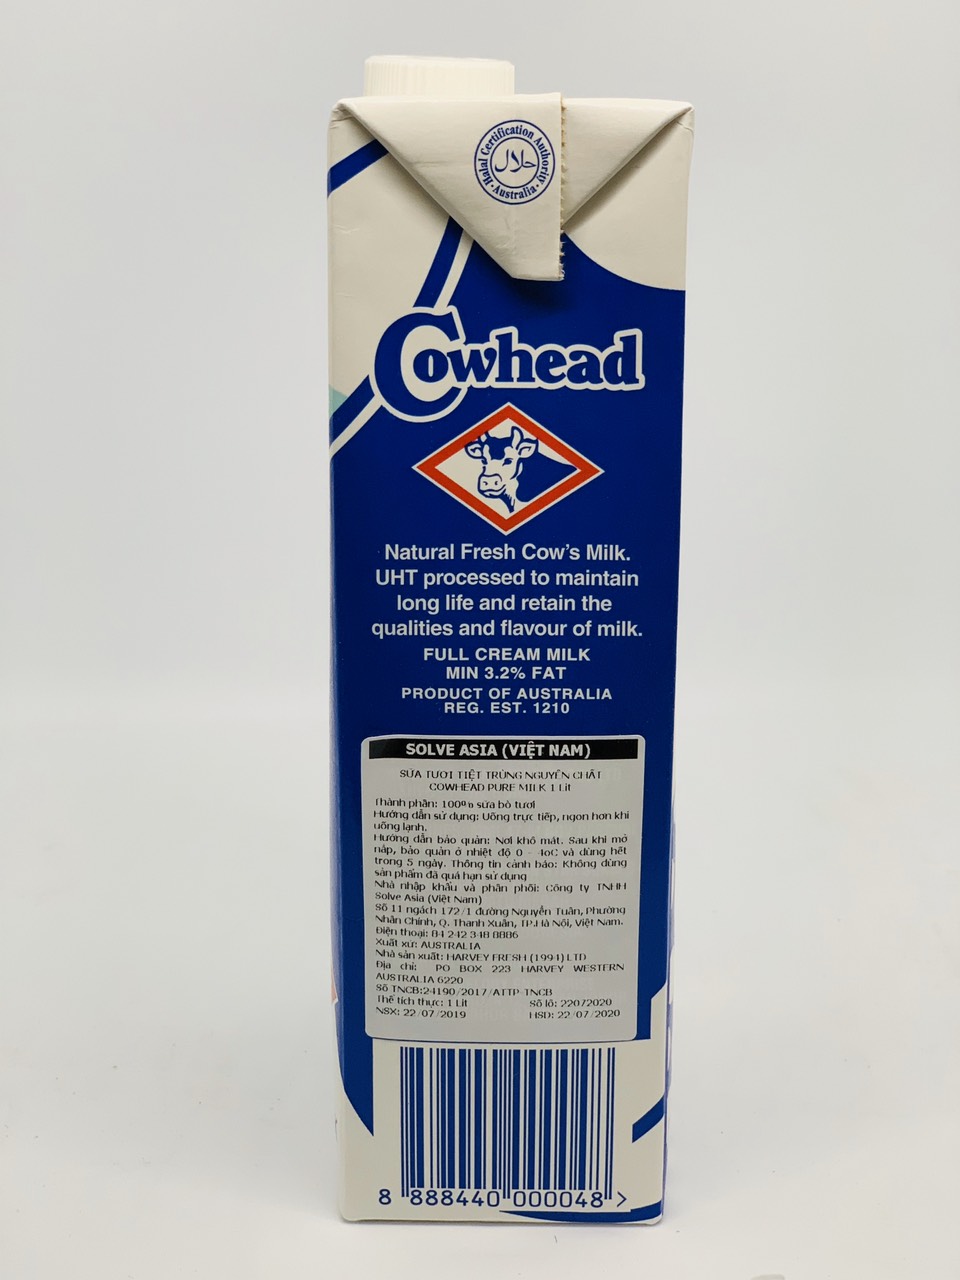 Halal Certification Authority
حلال
· Australia ·
Cowhead
Natural Fresh Cow's Milk.
UHT processed to maintain
long life and retain the
qualities and flavour of milk.
FULL CREAM MILK
MIN 3.2% FAT
PRODUCT OF AUSTRALIA
REG. EST. 1210
SOLVE ASIA (VIỆT NAM)
SỮA TƯƠI TIỆT TRÙNG NGUYÊN CHẤT
COWHEAD PURE MILK 1 Lít
Thành phần: 100% sữa bò tươi
Hướng dẫn sử dụng: Uống trực tiếp, ngon hơn khi
uống lạnh.
Hướng dẫn bảo quản: Nơi khô mát. Sau khi mở
nắp, bảo quản ở nhiệt độ 0 - 4oC và dùng hết
trong 5 ngày. Thông tin cảnh báo: Không dùng
sản phẩm đã quá hạn sử dụng
Nhà nhập khẩu và phân phối: Công ty TNHH
Solve Asia (Việt Nam)
Số 11 ngách 172/1 đường Nguyễn Tuân, Phường
Nhân Chính, Q. Thanh Xuân, TP.Hà Nội, Việt Nam.
Điện thoại: 84 242 348 8886
Xuất xứ: AUSTRALIA
Nhà sản xuất: HARVEY FRESH (1994) LTD
Địa chỉ: PO BOX 223 HARVEY WESTERN
AUSTRALIA 6220
Số TNCB:24190/2017/ATTP-TNCB
Thể tích thực: 1 Lít Số lô: 22072020
NSX: 22/07/2019 HSD: 22/07/2020
8 888440 000048 >